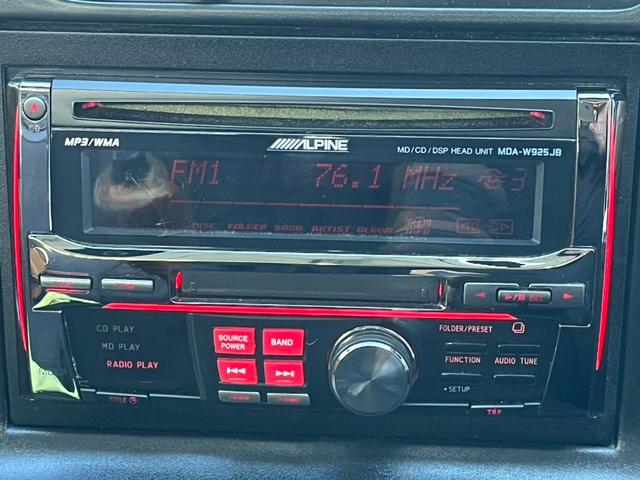 CD
MP3/WMA
ALPINE
MD/CD/DSP HEAD UNIT MDA-W925JB
FM1 76.1 MHz 3
DISC FOLDER SONG ARTIST ALBUM
CD PLAY
MD PLAY
RADIO PLAY
TITLE
SOURCE POWER
BAND
FOLDER/PRESET
FUNCTION
AUDIO TUNE
• SETUP